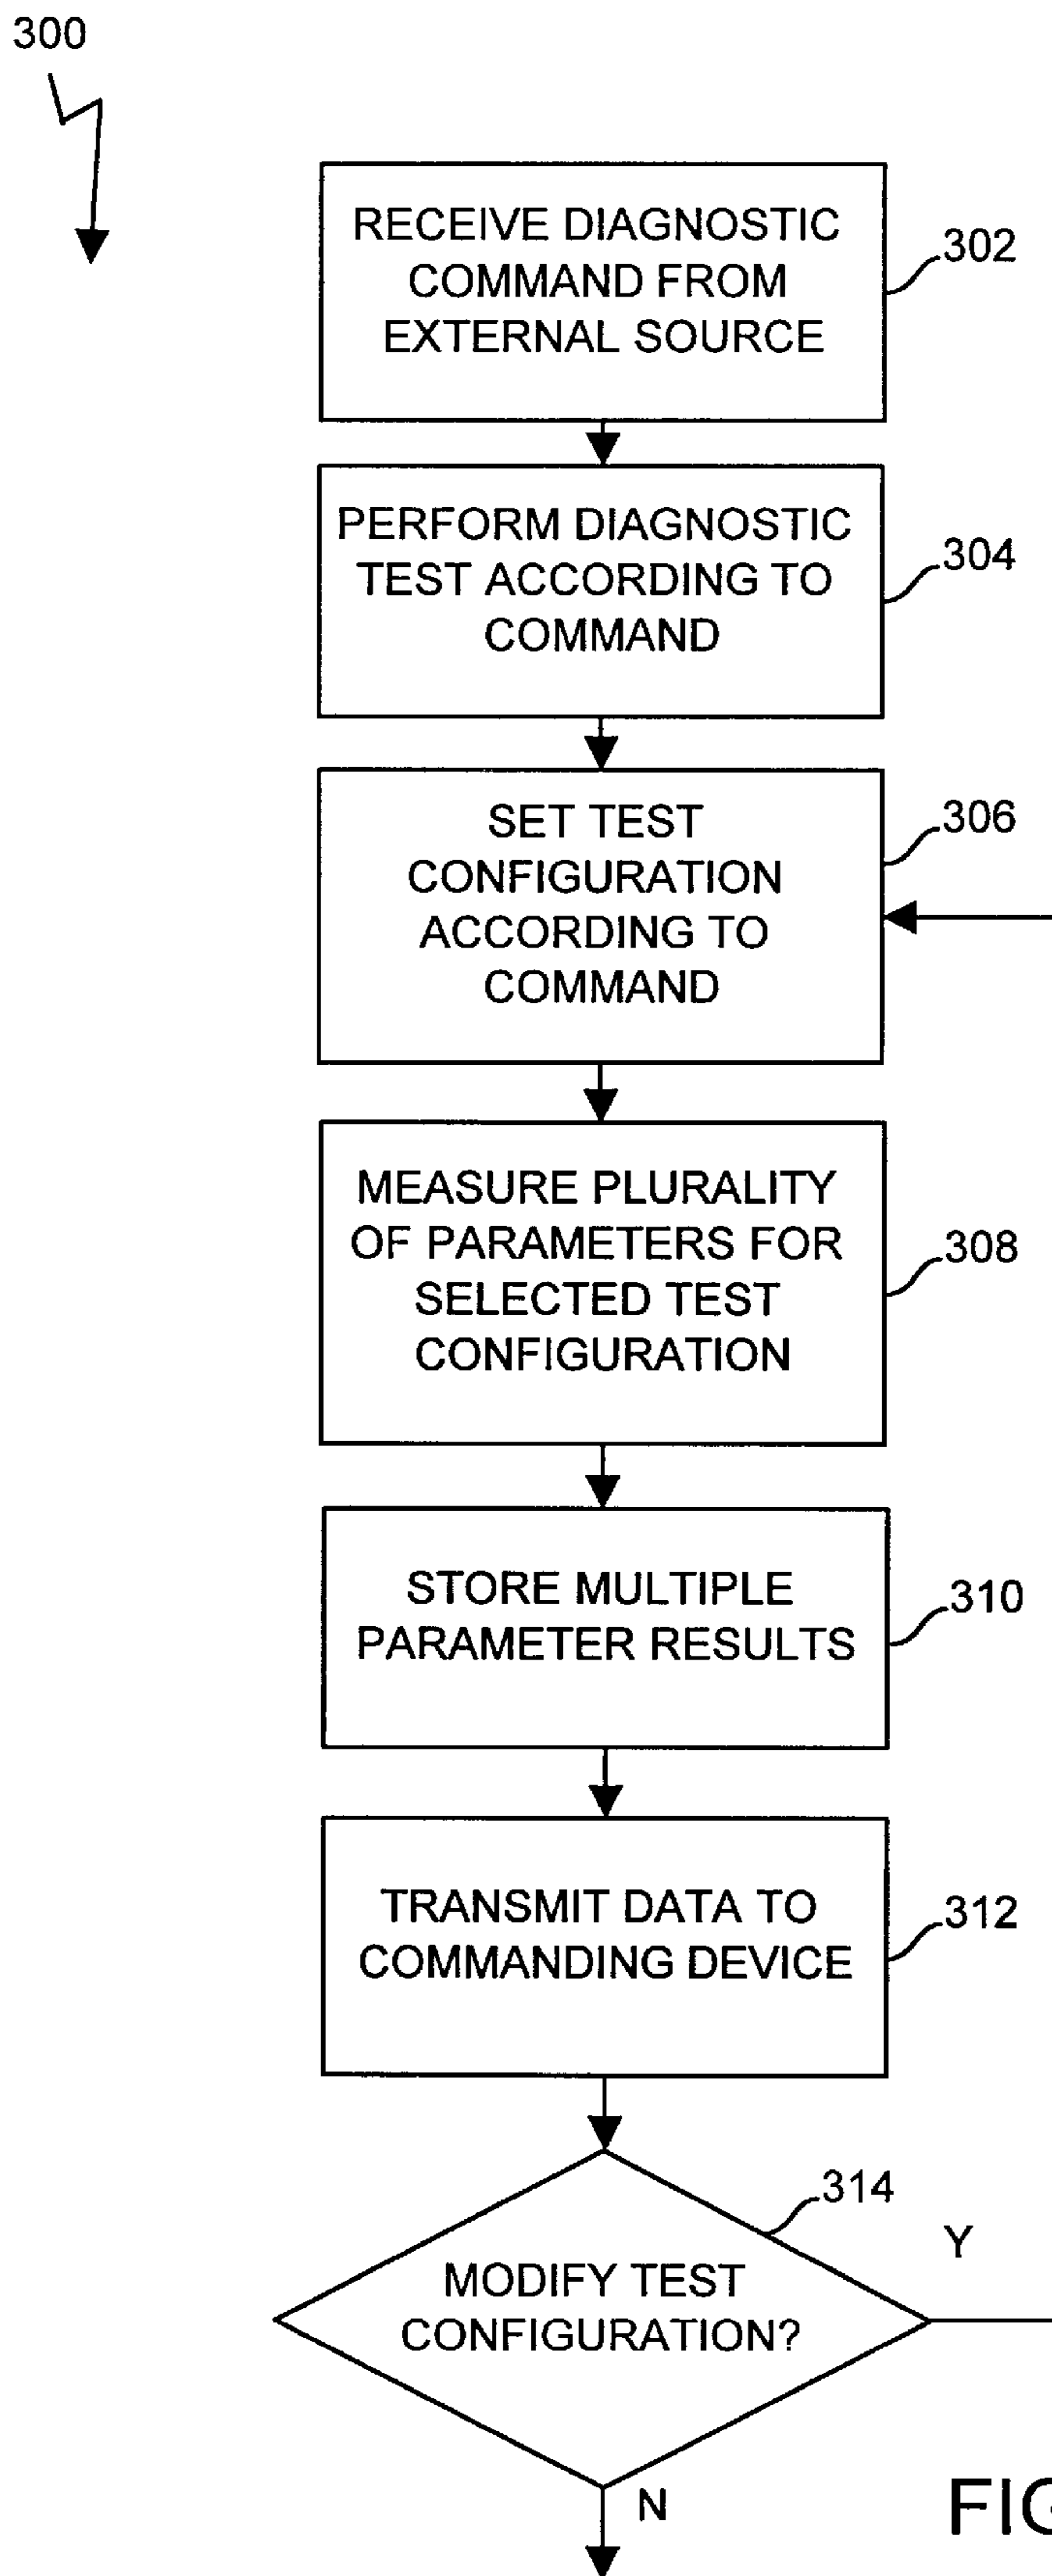 300
RECEIVE DIAGNOSTIC
COMMAND FROM
EXTERNAL SOURCE
302
PERFORM DIAGNOSTIC
TEST ACCORDING TO
COMMAND
304
SET TEST
CONFIGURATION
ACCORDING TO
COMMAND
306
MEASURE PLURALITY
OF PARAMETERS FOR
SELECTED TEST
CONFIGURATION
308
STORE MULTIPLE
PARAMETER RESULTS
310
TRANSMIT DATA TO
COMMANDING DEVICE
312
314
MODIFY TEST
CONFIGURATION?
Y
N
FIG